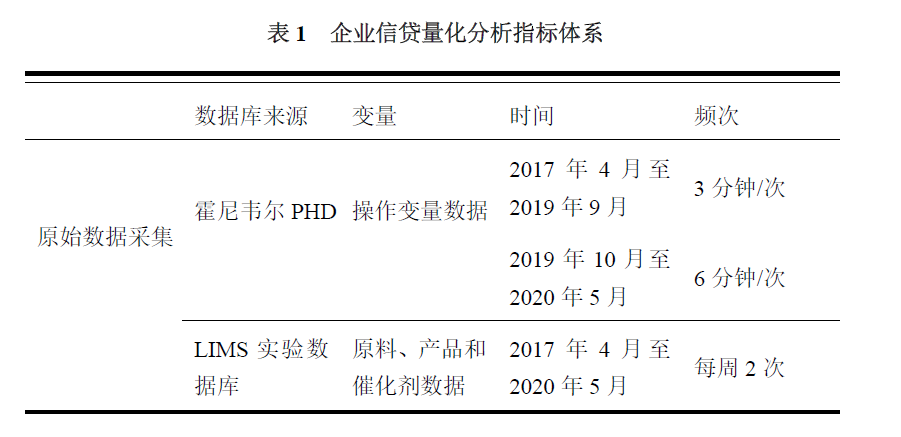 表 1 企业信贷量化分析指标体系
数据库来源 变量 时间 频次
原始数据采集
霍尼韦尔 PHD 操作变量数据
2017 年 4 月至
2019 年 9 月
3 分钟/次
2019 年 10 月至
2020 年 5 月
6 分钟/次
LIMS 实验数
据库
原料、产品和
催化剂数据
2017 年 4 月至
2020 年 5 月
每周 2 次